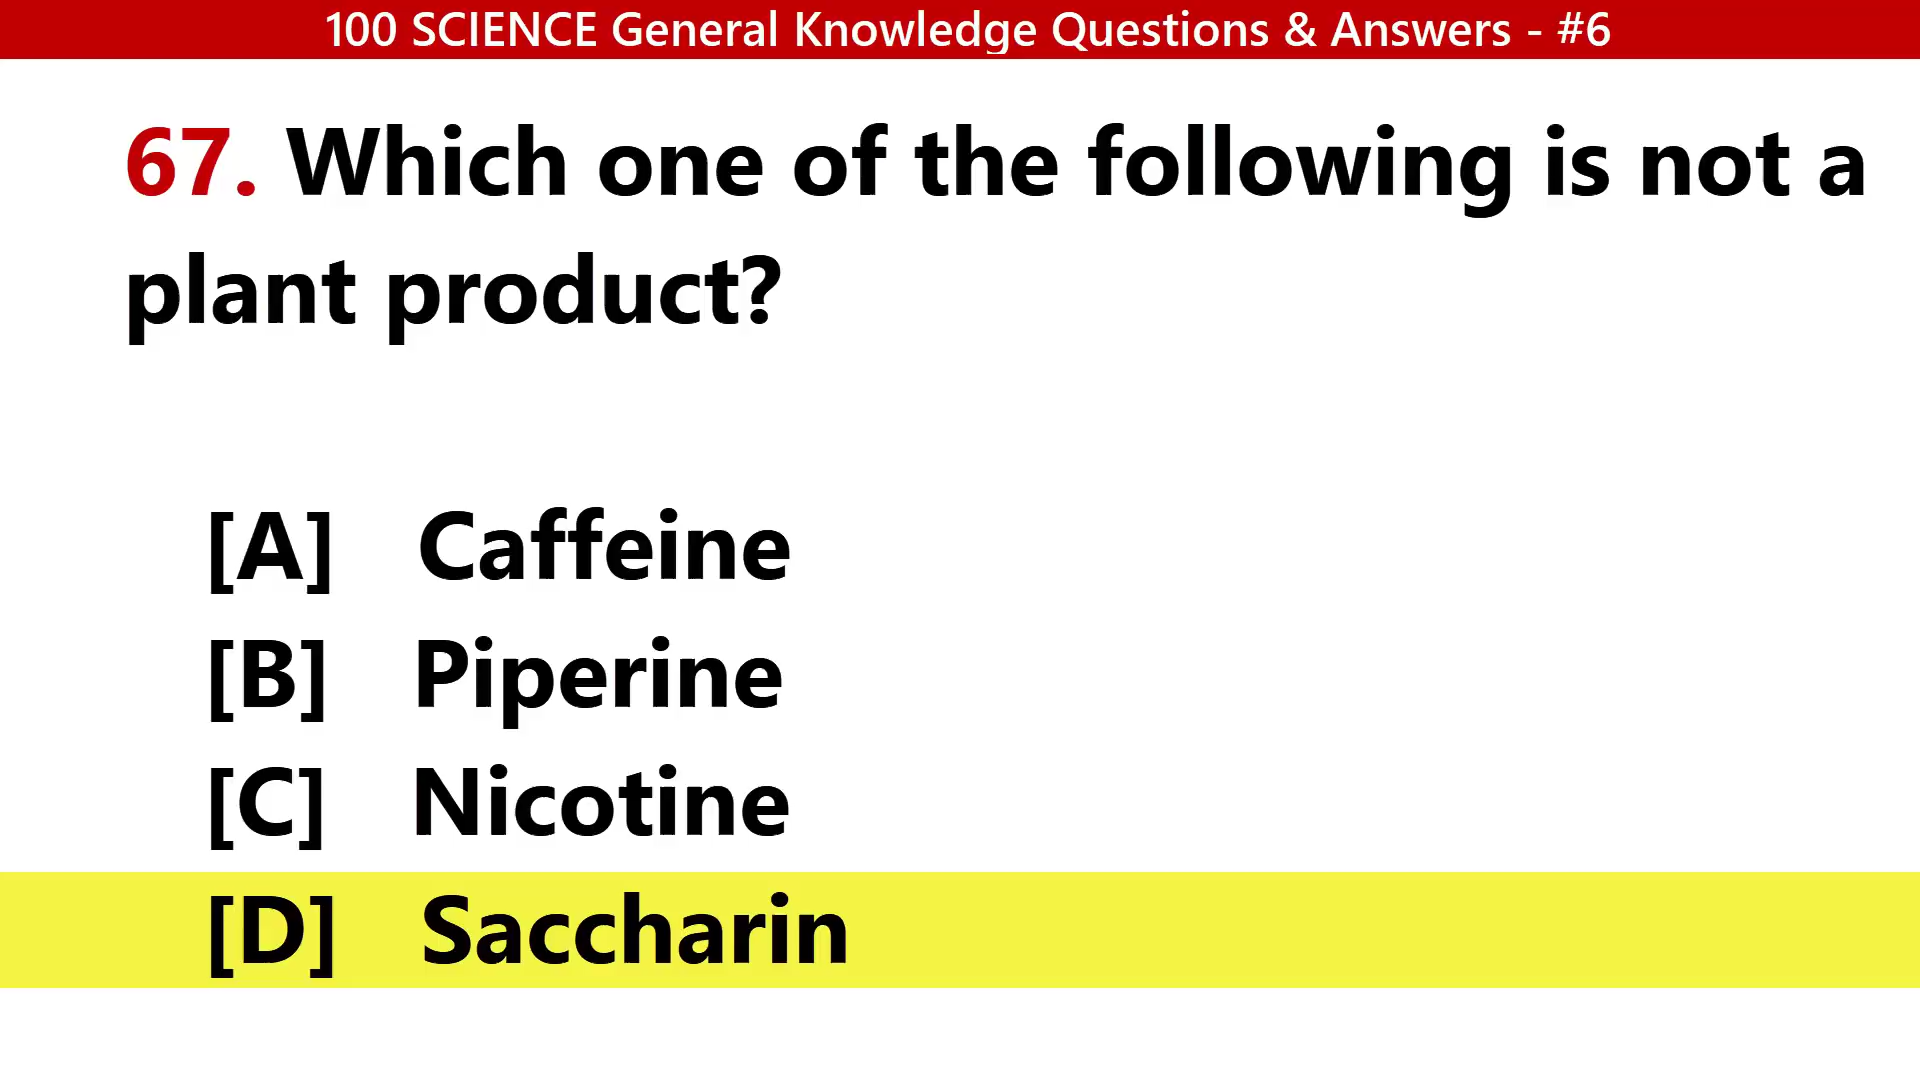 100 SCIENCE General Knowledge Questions & Answers - #6
67. Which one of the following is not a
plant product?
[A] Caffeine
[B] Piperine
[C] Nicotine
[D] Saccharin